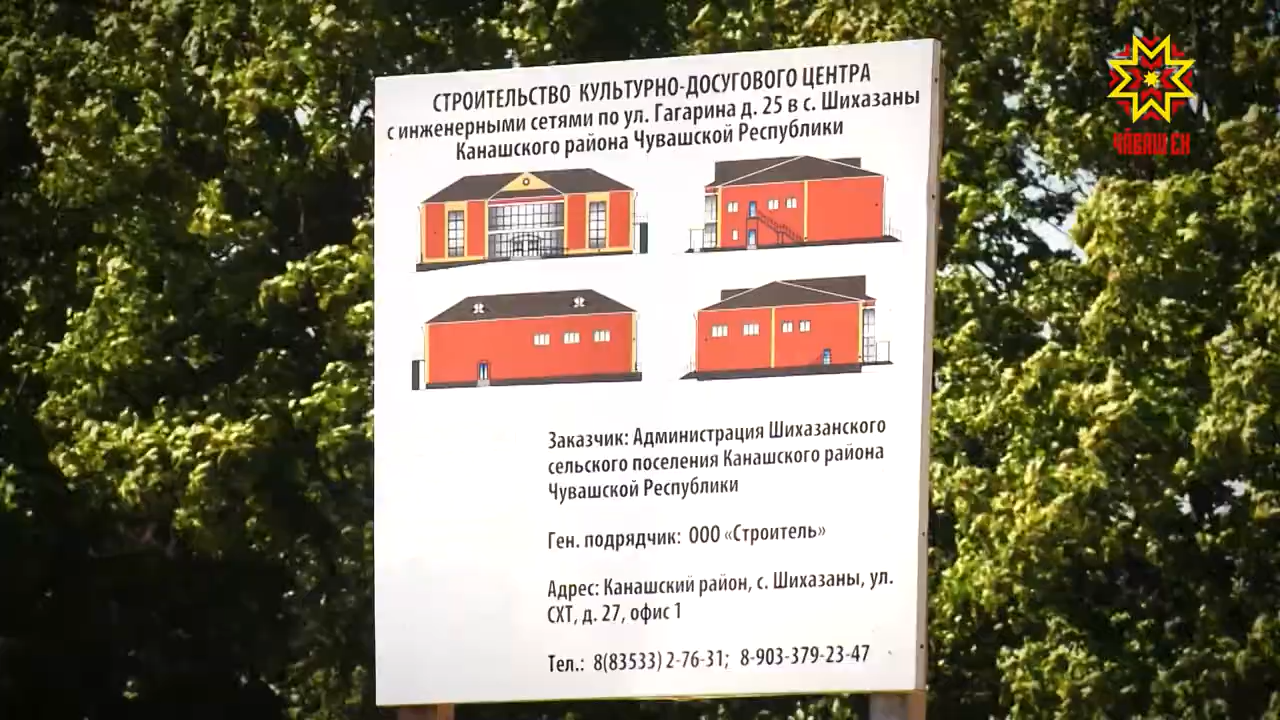 СТРОИТЕЛЬСТВО КУЛЬТУРНО-ДОСУГОВОГО ЦЕНТРА
с инженерными сетями по ул. Гагарина д. 25 в с. Шихазаны
Канашского района Чувашской Республики
ЧӐВАШ ЕН
Заказчик: Администрация Шихазанского
сельского поселения Канашского района
Чувашской Республики
Ген. подрядчик: ООО «Строитель»
Адрес: Канашский район, с. Шихазаны, ул.
СХТ, д. 27, офис 1
Тел.: 8(83533) 2-76-31; 8-903-379-23-47